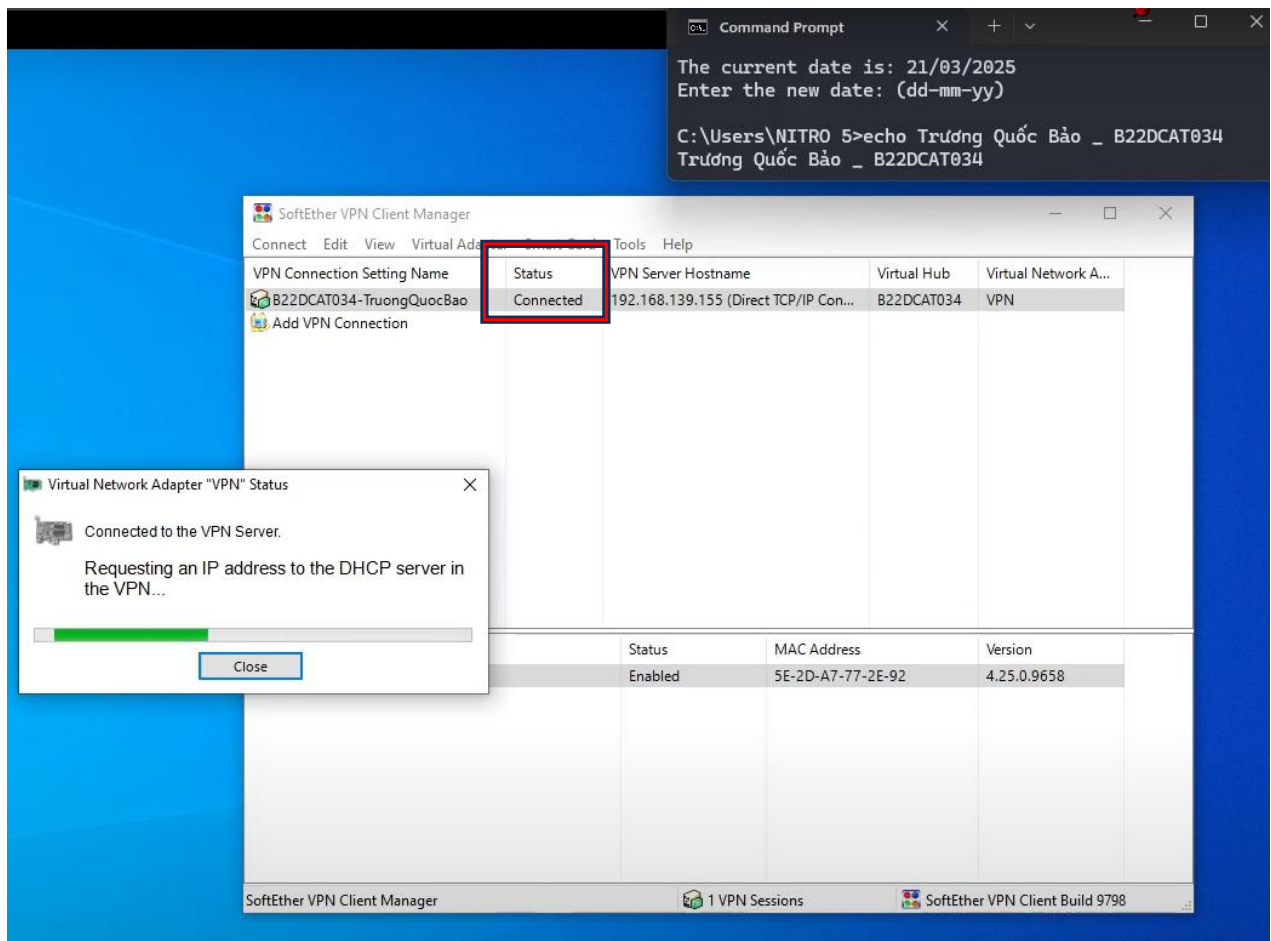 Command Prompt
The current date is: 21/03/2025
Enter the new date: (dd-mm-yy)
C:\Users\NITRO 5>echo Trương Quốc Bảo _ B22DCAT034
Trương Quốc Bảo _ B22DCAT034
SoftEther VPN Client Manager
Connect Edit View Virtual Tools Help
VPN Connection Setting Name Status VPN Server Hostname Virtual Hub Virtual Network A...
B22DCAT034-TruongQuocBao Connected 192.168.139.155 (Direct TCP/IP Con... B22DCAT034 VPN
Add VPN Connection
Virtual Network Adapter "VPN" Status
Connected to the VPN Server.
Requesting an IP address to the DHCP server in
the VPN...
Close
Status MAC Address Version
Enabled 5E-2D-A7-77-2E-92 4.25.0.9658
SoftEther VPN Client Manager 1 VPN Sessions SoftEther VPN Client Build 9798